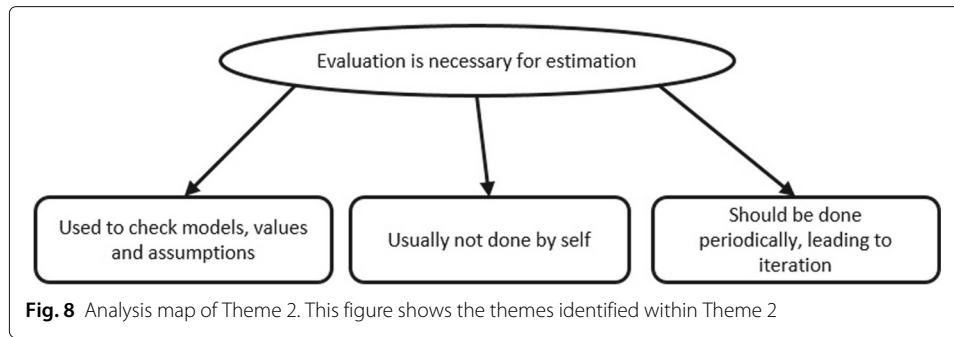 Evaluation is necessary for estimation
Used to check models, values
and assumptions
Usually not done by self
Should be done
periodically, leading to
iteration
Fig. 8 Analysis map of Theme 2. This figure shows the themes identified within Theme 2